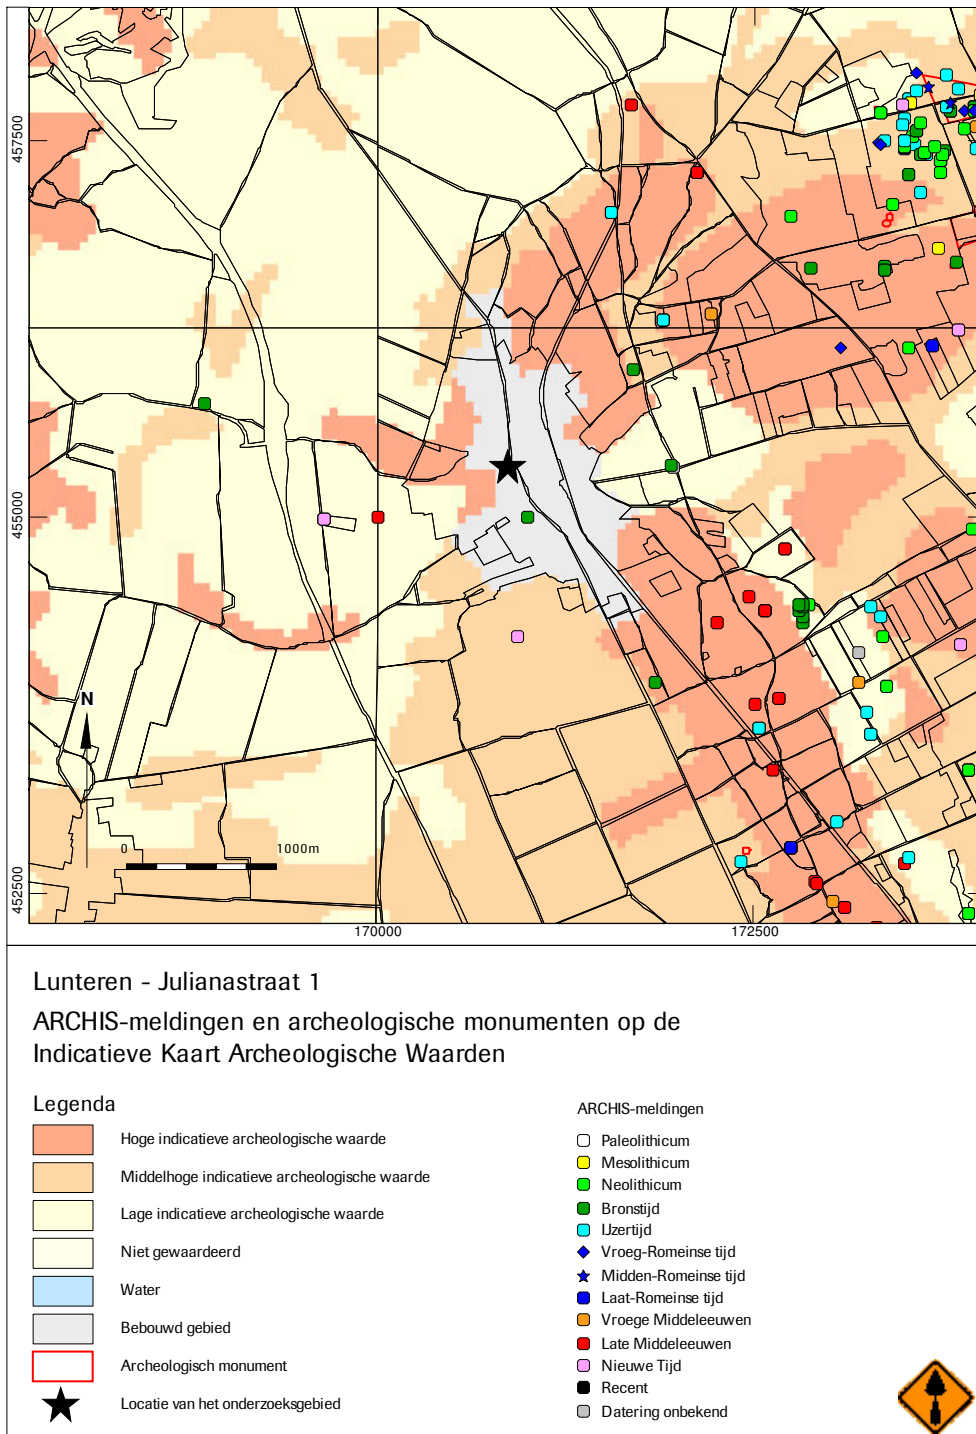 457500
455000
452500
N
0 1000m
170000 172500
Lunteren - Julianastraat 1
ARCHIS-meldingen en archeologische monumenten op de
Indicatieve Kaart Archeologische Waarden
Legenda
Hoge indicatieve archeologische waarde
Middelhoge indicatieve archeologische waarde
Lage indicatieve archeologische waarde
Niet gewaardeerd
Water
Bebouwd gebied
Archeologisch monument
Locatie van het onderzoeksgebied
ARCHIS-meldingen
Paleolithicum
Mesolithicum
Neolithicum
Bronstijd
IJzertijd
Vroeg-Romeinse tijd
Midden-Romeinse tijd
Laat-Romeinse tijd
Vroege Middeleeuwen
Late Middeleeuwen
Nieuwe Tijd
Recent
Datering onbekend